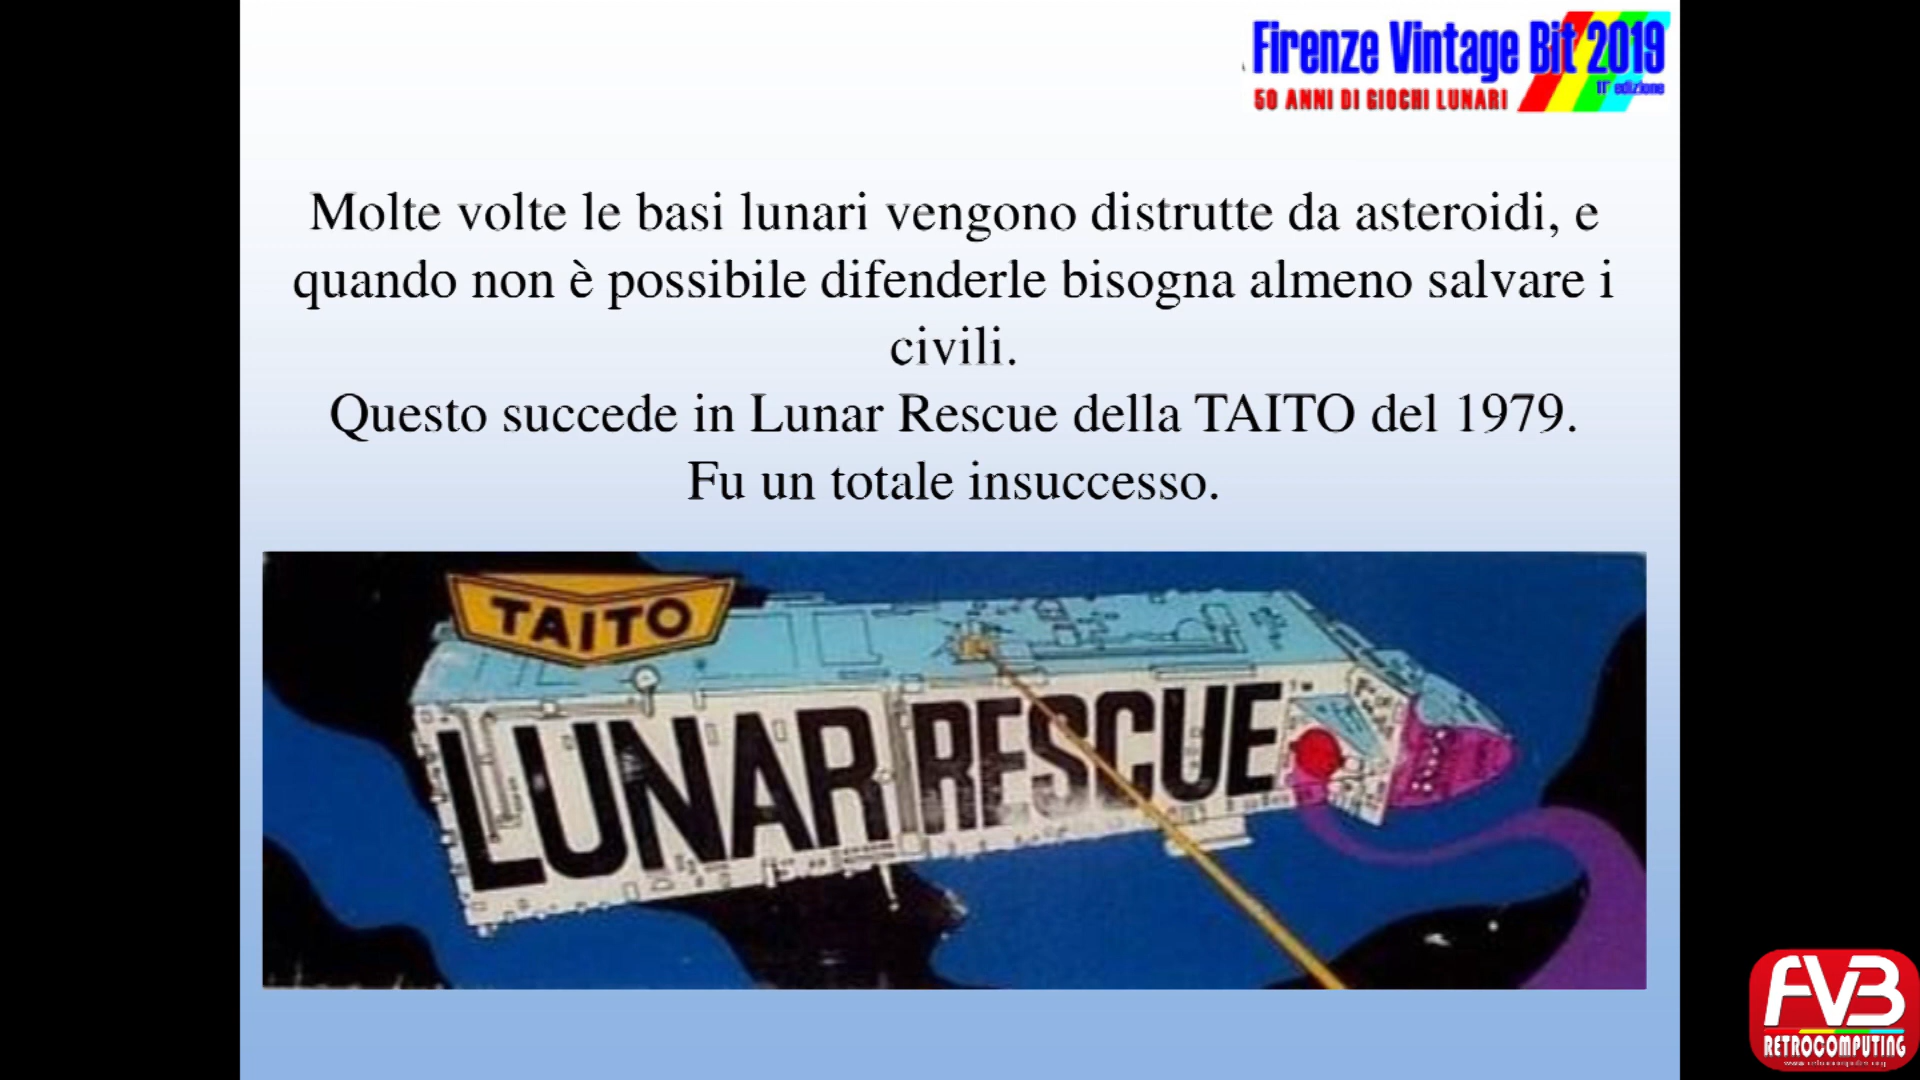 Firenze Vintage Bit 2019
11° edizione
50 ANNI DI GIOCHI LUNARI
Molte volte le basi lunari vengono distrutte da asteroidi, e
quando non è possibile difenderle bisogna almeno salvare i
civili.
Questo succede in Lunar Rescue della TAITO del 1979.
Fu un totale insuccesso.
TAITO
LUNAR RESCUE
FVB
RETROCOMPUTING